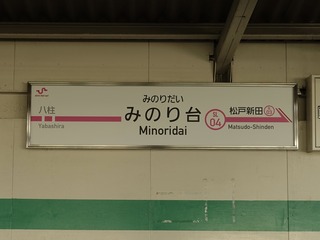 みのりだい
みのり台
Minoridai
八柱
Yabashira
SL
04
松戸新田
Matsudo-Shinden